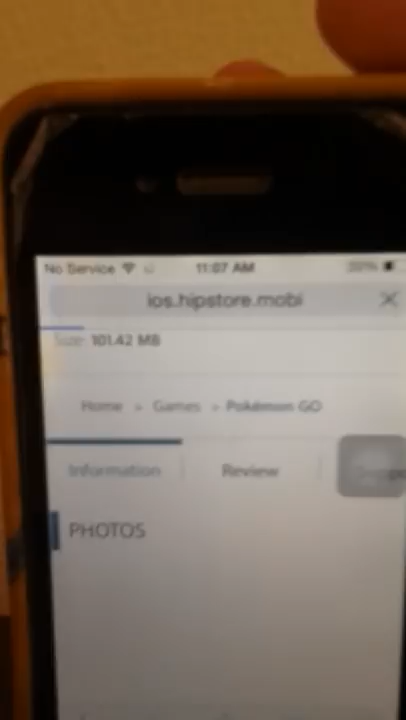 No Service 11:07 AM
ios.hipstore.mobi
Size: 101.42 MB
Home > Games > Pokémon GO
Information Review
PHOTOS